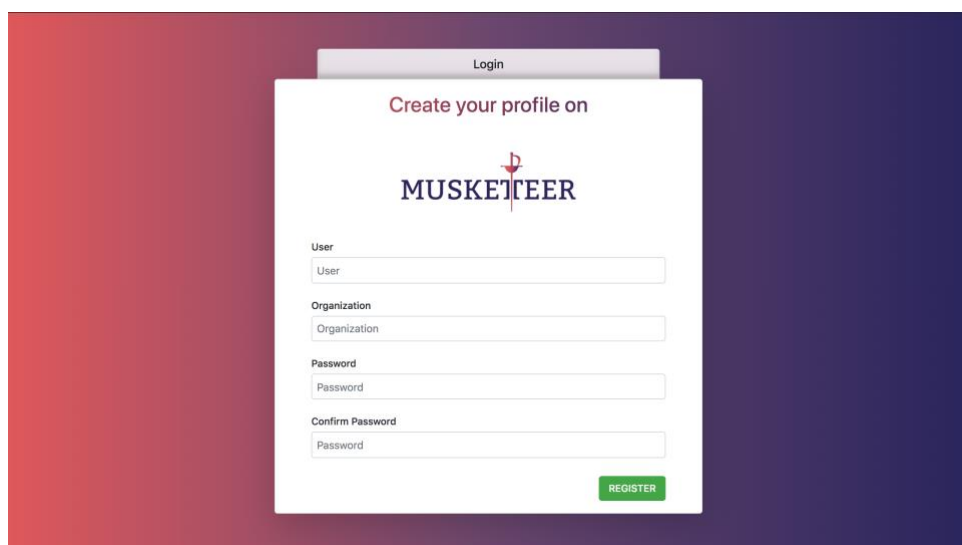 Login
Create your profile on
MUSKETEER
User
User
Organization
Organization
Password
Password
Confirm Password
Password
REGISTER